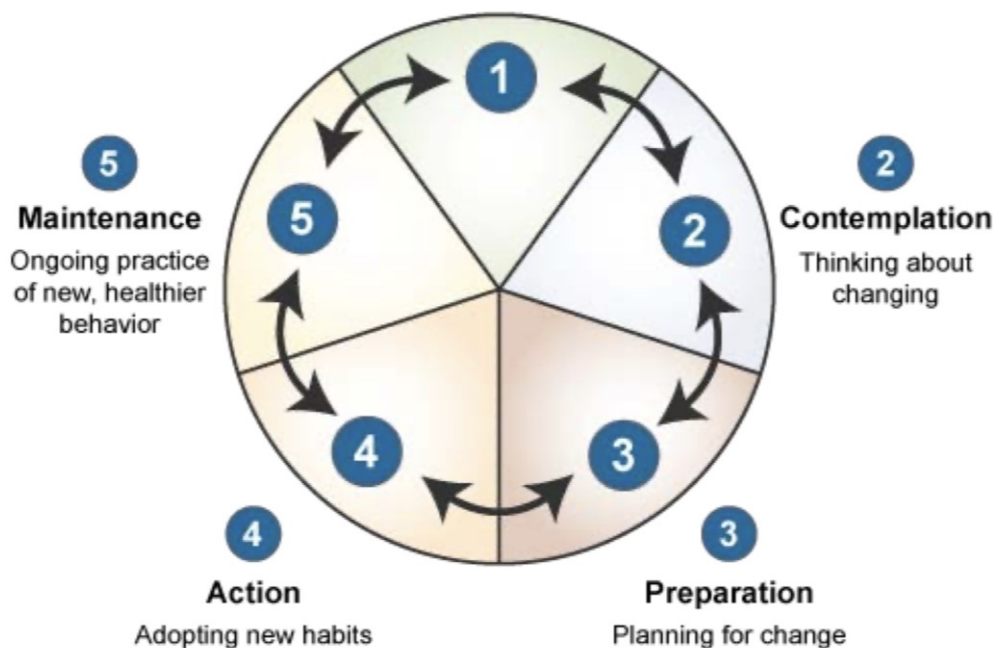 1
5
Maintenance
Ongoing practice
of new, healthier
behavior
5
2
2
Contemplation
Thinking about
changing
4
3
4
Action
Adopting new habits
3
Preparation
Planning for change